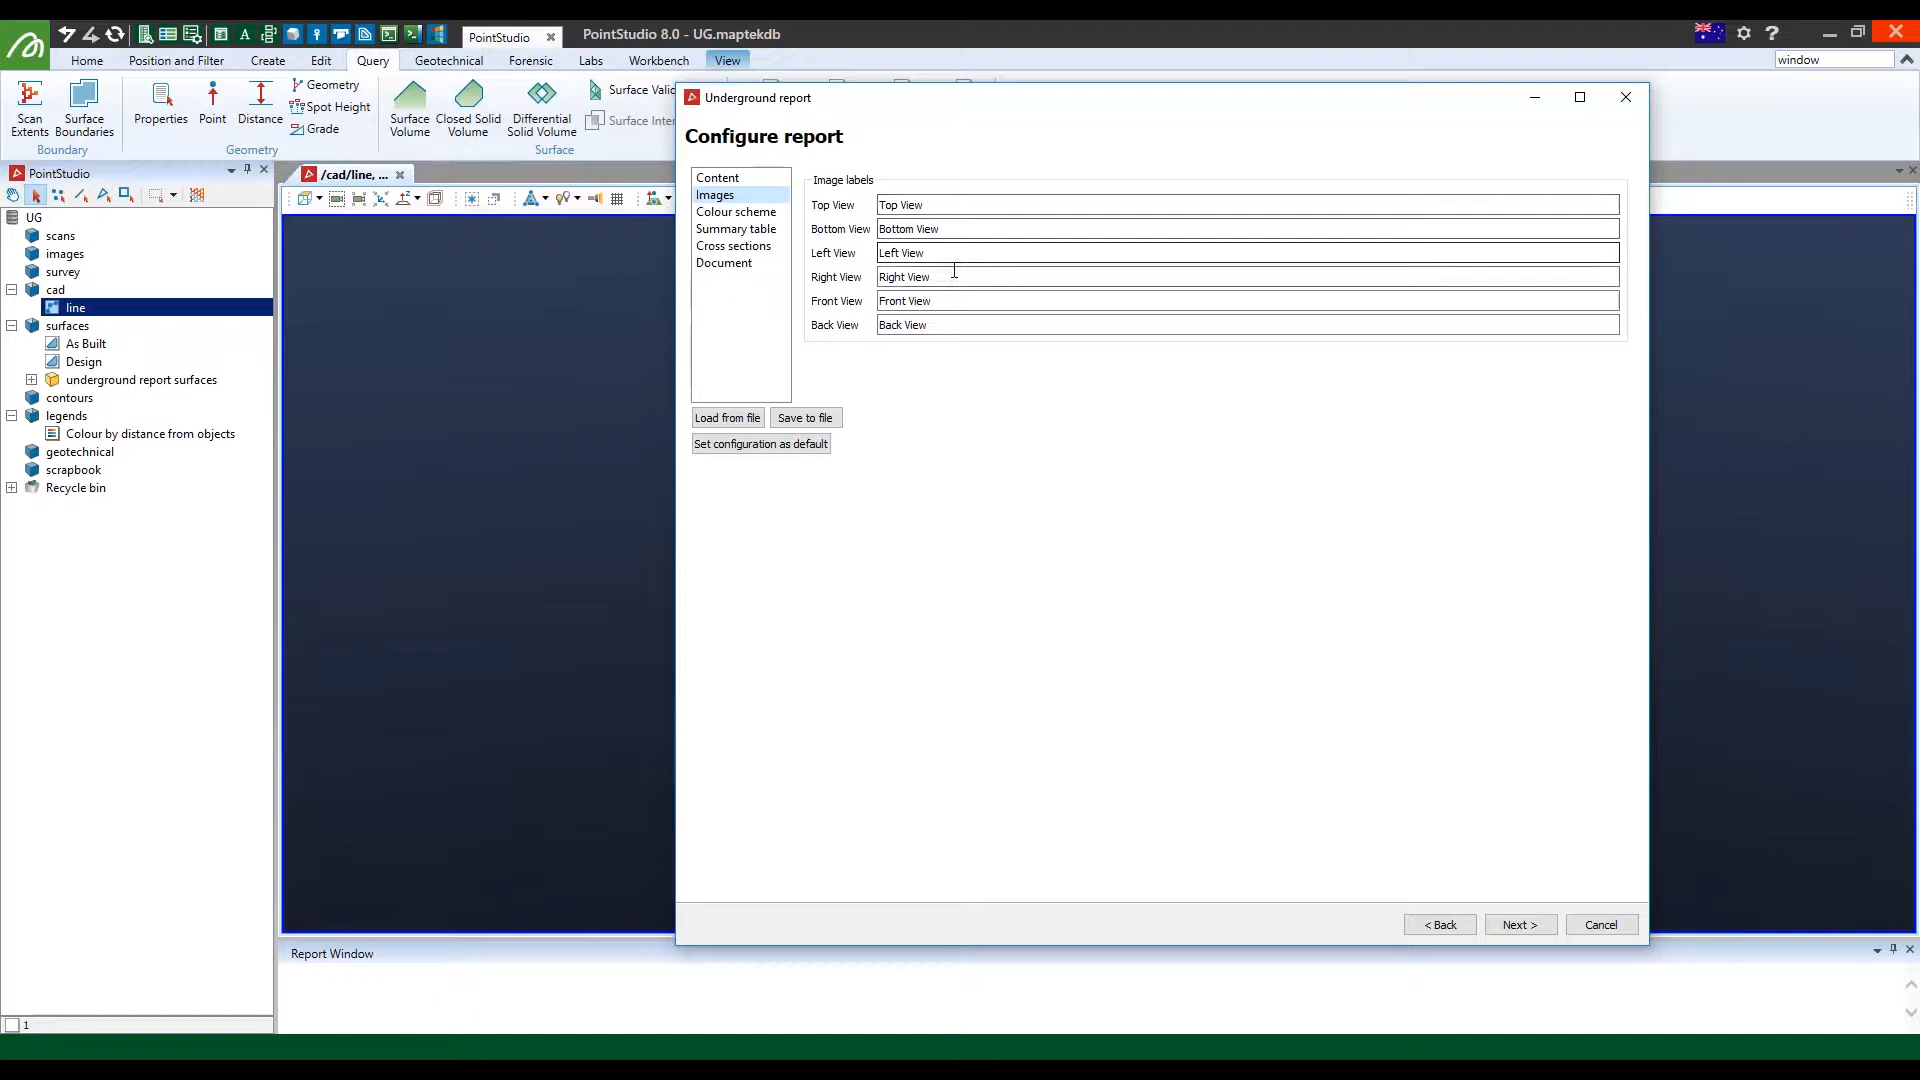 PointStudio
PointStudio 8.0 - UG.maptekdb
Home
Position and Filter
Create
Edit
Query
Geotechnical
Forensic
Labs
Workbench
View
window
Scan
Extents
Surface
Boundaries
Boundary
Properties
Point
Distance
Geometry
Spot Height
Grade
Geometry
Surface
Volume
Closed Solid
Volume
Differential
Solid Volume
Surface
PointStudio
UG
scans
images
survey
cad
line
surfaces
As Built
Design
underground report surfaces
contours
legends
Colour by distance from objects
geotechnical
scrapbook
Recycle bin
1
/cad/line, ...
Underground report
Configure report
Content
Images
Colour scheme
Summary table
Cross sections
Document
Image labels
Top View Top View
Bottom View Bottom View
Left View Left View
Right View Right View
Front View Front View
Back View Back View
Load from file
Save to file
Set configuration as default
< Back
Next >
Cancel
Report Window